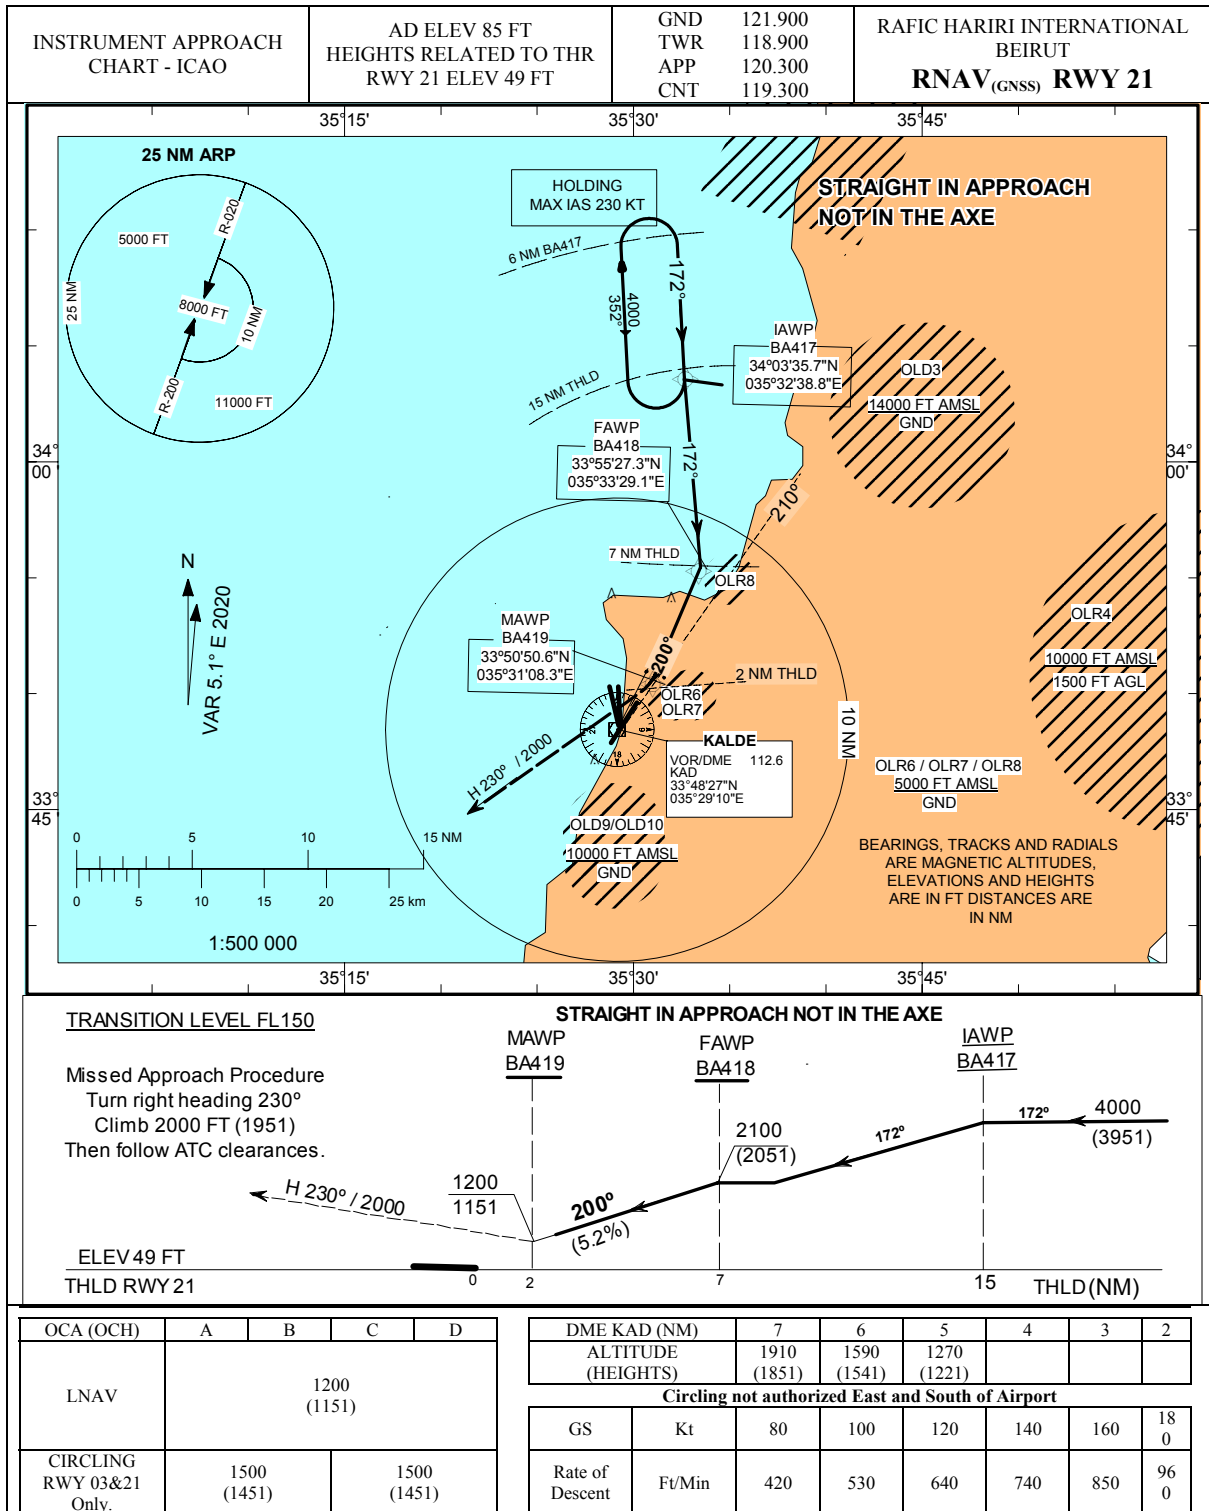 INSTRUMENT APPROACH
CHART - ICAO
AD ELEV 85 FT
HEIGHTS RELATED TO THR
RWY 21 ELEV 49 FT
GND 121.900
TWR 118.900
APP 120.300
CNT 119.300
RAFIC HARIRI INTERNATIONAL
BEIRUT
RNAV(GNSS) RWY 21
35°15'
35°30'
35°45'
25 NM ARP
R-020
5000 FT
25 NM
8000 FT
10 NM
R-200
11000 FT
HOLDING
MAX IAS 230 KT
STRAIGHT IN APPROACH
NOT IN THE AXE
6 NM BA417
172°
4000
352°
15 NM THLD
IAWP
BA417
34°03'35.7"N
035°32'38.8"E
OLD3
14000 FT AMSL
GND
FAWP
BA418
33°55'27.3"N
035°33'29.1"E
172°
34°
00'
34°
00'
210°
7 NM THLD
OLR8
N
VAR 5.1° E 2020
MAWP
BA419
33°50'50.6"N
035°31'08.3"E
200°
2 NM THLD
OLR6
OLR7
OLR4
10000 FT AMSL
1500 FT AGL
10 NM
KALDE
VOR/DME 112.6
KAD
33°48'27"N
035°29'10"E
18
H 230° / 2000
OLR6 / OLR7 / OLR8
5000 FT AMSL
GND
33°
45'
33°
45'
OLD9/OLD10
10000 FT AMSL
GND
0 5 10 15 NM
0 5 10 15 20 25 km
1:500 000
BEARINGS, TRACKS AND RADIALS
ARE MAGNETIC ALTITUDES,
ELEVATIONS AND HEIGHTS
ARE IN FT DISTANCES ARE
IN NM
35°15'
35°30'
35°45'
TRANSITION LEVEL FL150
STRAIGHT IN APPROACH NOT IN THE AXE
Missed Approach Procedure
Turn right heading 230º
Climb 2000 FT (1951)
Then follow ATC clearances.
MAWP
BA419
FAWP
BA418
IAWP
BA417
172º
4000
(3951)
2100
(2051)
172º
1200
1151
200º
(5.2%)
H 230º / 2000
ELEV 49 FT
THLD RWY 21
0 2 7 15 THLD(NM)
OCA (OCH) A B C D
LNAV 1200
(1151)
CIRCLING
RWY 03&21
Only.
1500
(1451)
1500
(1451)
DME KAD (NM) 7 6 5 4 3 2
ALTITUDE
(HEIGHTS)
1910 1590 1270
(1851) (1541) (1221)
Circling not authorized East and South of Airport
GS Kt 80 100 120 140 160 18
0
Rate of
Descent
Ft/Min 420 530 640 740 850 96
0